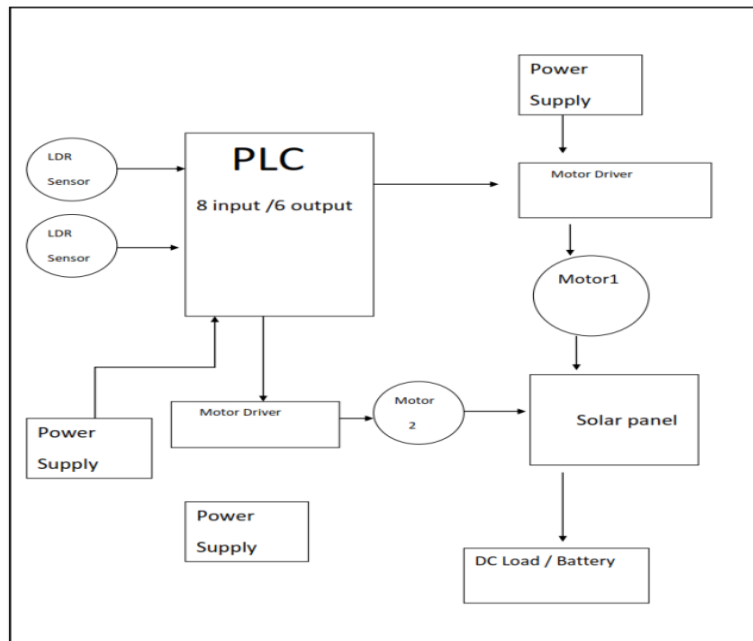 Power
Supply
LDR
Sensor
PLC
8 input /6 output
Motor Driver
LDR
Sensor
Motor1
Motor Driver
Motor
2
Solar panel
Power
Supply
Power
Supply
DC Load / Battery